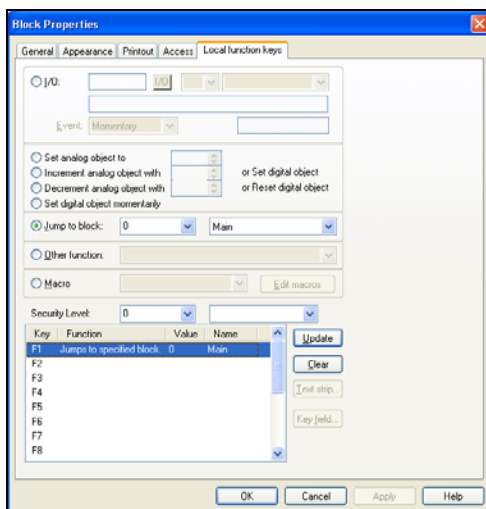 Block Properties
General Appearance Printout Access Local function keys
I/O: I/O
Event: Momentary
Set analog object to
Increment analog object with or Set digital object
Decrement analog object with or Reset digital object
Set digital object momentarily
Jump to block: 0 Main
Other function:
Macro Edit macros
Security Level: 0
Key Function Value Name
F1 Jumps to specified block. 0 Main
F2
F3
F4
F5
F6
F7
F8
Update
Clear
Text strip...
Key field...
OK Cancel Apply Help